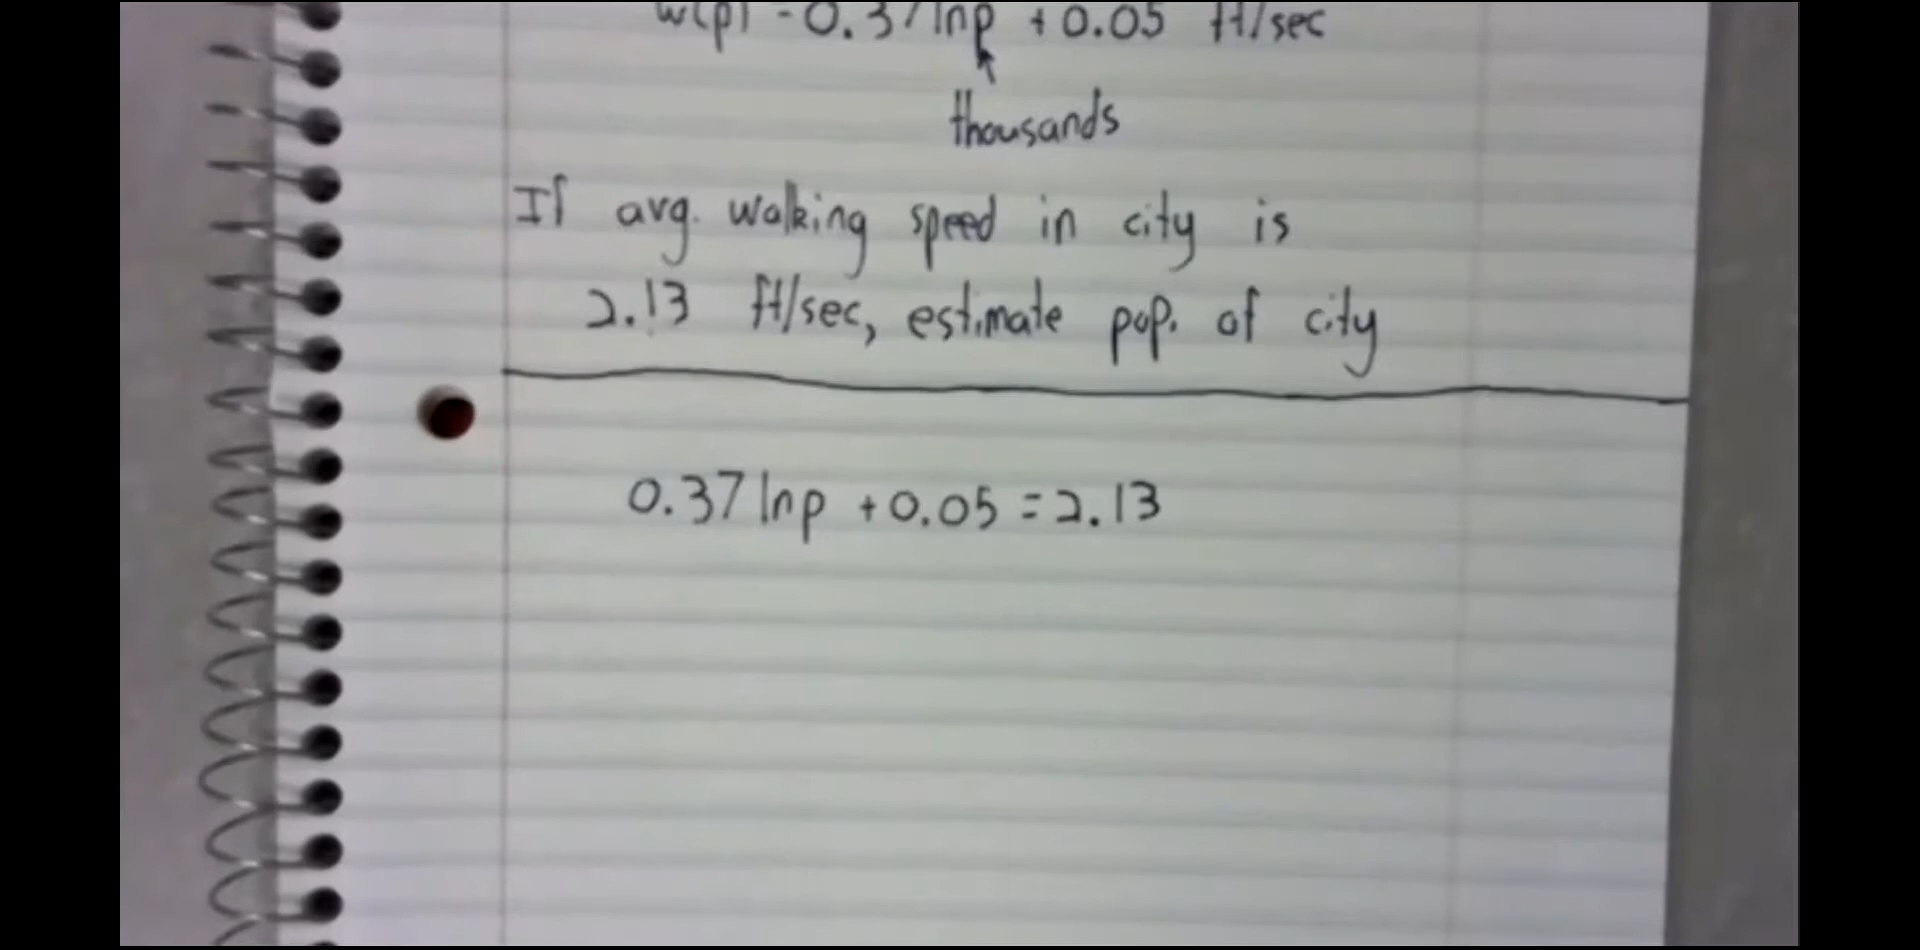 w(p) = 0.37 ln p + 0.05 ft/sec
thousands
If avg. walking speed in city is
2.13 ft/sec, estimate pop. of city
0.37 ln p + 0.05 = 2.13